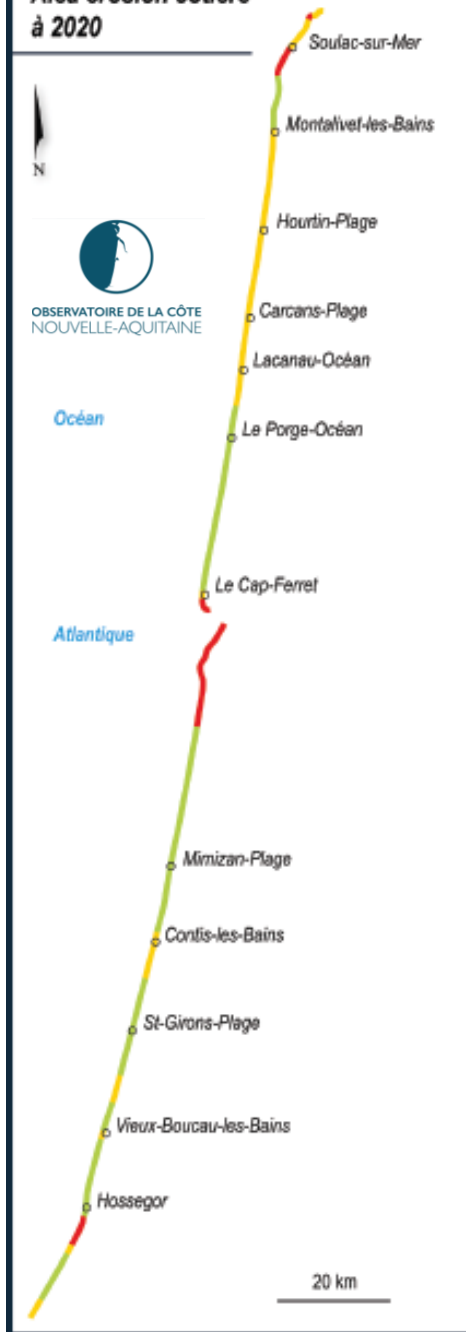 à 2020
Soulac-sur-Mer
Montalivet-les-Bains
N
Hourtin-Plage
OBSERVATOIRE DE LA CÔTE
NOUVELLE-AQUITAINE
Carcans-Plage
Lacanau-Océan
Océan
Le Porge-Océan
Le Cap-Ferret
Atlantique
Mimizan-Plage
Contis-les-Bains
St-Girons-Plage
Vieux-Boucau-les-Bains
Hossegor
20 km